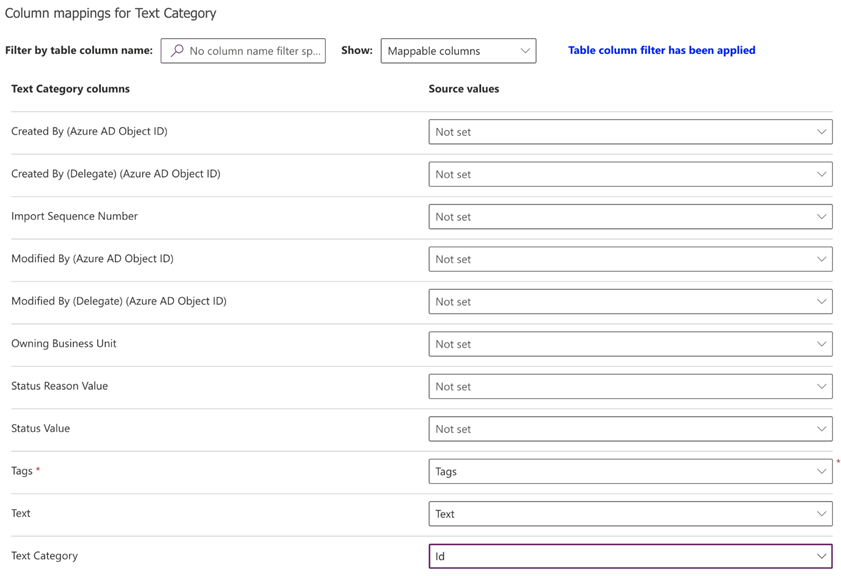 Column mappings for Text Category
Filter by table column name: No column name filter sp... Show: Mappable columns Table column filter has been applied
Text Category columns Source values
Created By (Azure AD Object ID) Not set
Created By (Delegate) (Azure AD Object ID) Not set
Import Sequence Number Not set
Modified By (Azure AD Object ID) Not set
Modified By (Delegate) (Azure AD Object ID) Not set
Owning Business Unit Not set
Status Reason Value Not set
Status Value Not set
Tags * Tags *
Text Text
Text Category Id